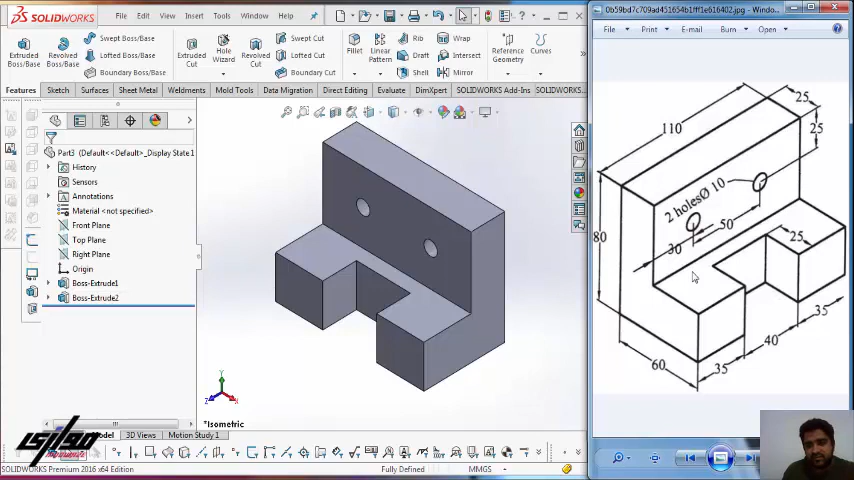 SOLIDWORKS
File Edit View Insert Tools Window Help
Extruded Boss/Base
Revolved Boss/Base
Swept Boss/Base
Lofted Boss/Base
Boundary Boss/Base
Extruded Cut
Hole Wizard
Revolved Cut
Swept Cut
Lofted Cut
Boundary Cut
Fillet
Linear Pattern
Rib
Draft
Shell
Wrap
Intersect
Mirror
Reference Geometry
Curves
Features Sketch Surfaces Sheet Metal Weldments Mold Tools Data Migration Direct Editing Evaluate DimXpert SOLIDWORKS Add-Ins SOLIDWORKS
Part3 (Default<<Default>_Display State 1
History
Sensors
Annotations
Material <not specified>
Front Plane
Top Plane
Right Plane
Origin
Boss-Extrude1
Boss-Extrude2
Y
X
Z
*Isometric
Model 3D Views Motion Study 1
SOLIDWORKS Premium 2016 x64 Edition Fully Defined MMGS
0b59bd7c709ad451654b1fff1e616402.jpg - Windo...
File Print E-mail Burn Open
110
25
25
2 holesØ 10
50
30
80
25
35
40
35
60